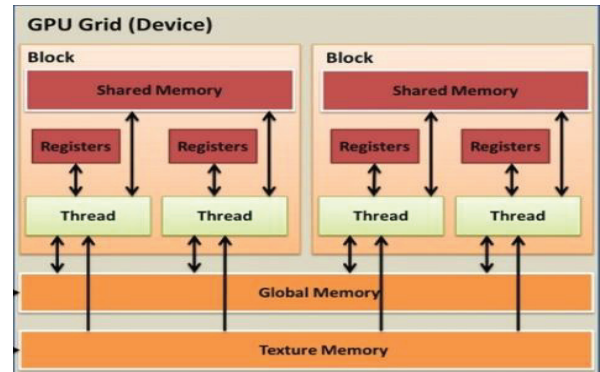 GPU Grid (Device)
Block
Block
Shared Memory
Shared Memory
Registers
Registers
Registers
Registers
Thread
Thread
Thread
Thread
Global Memory
Texture Memory